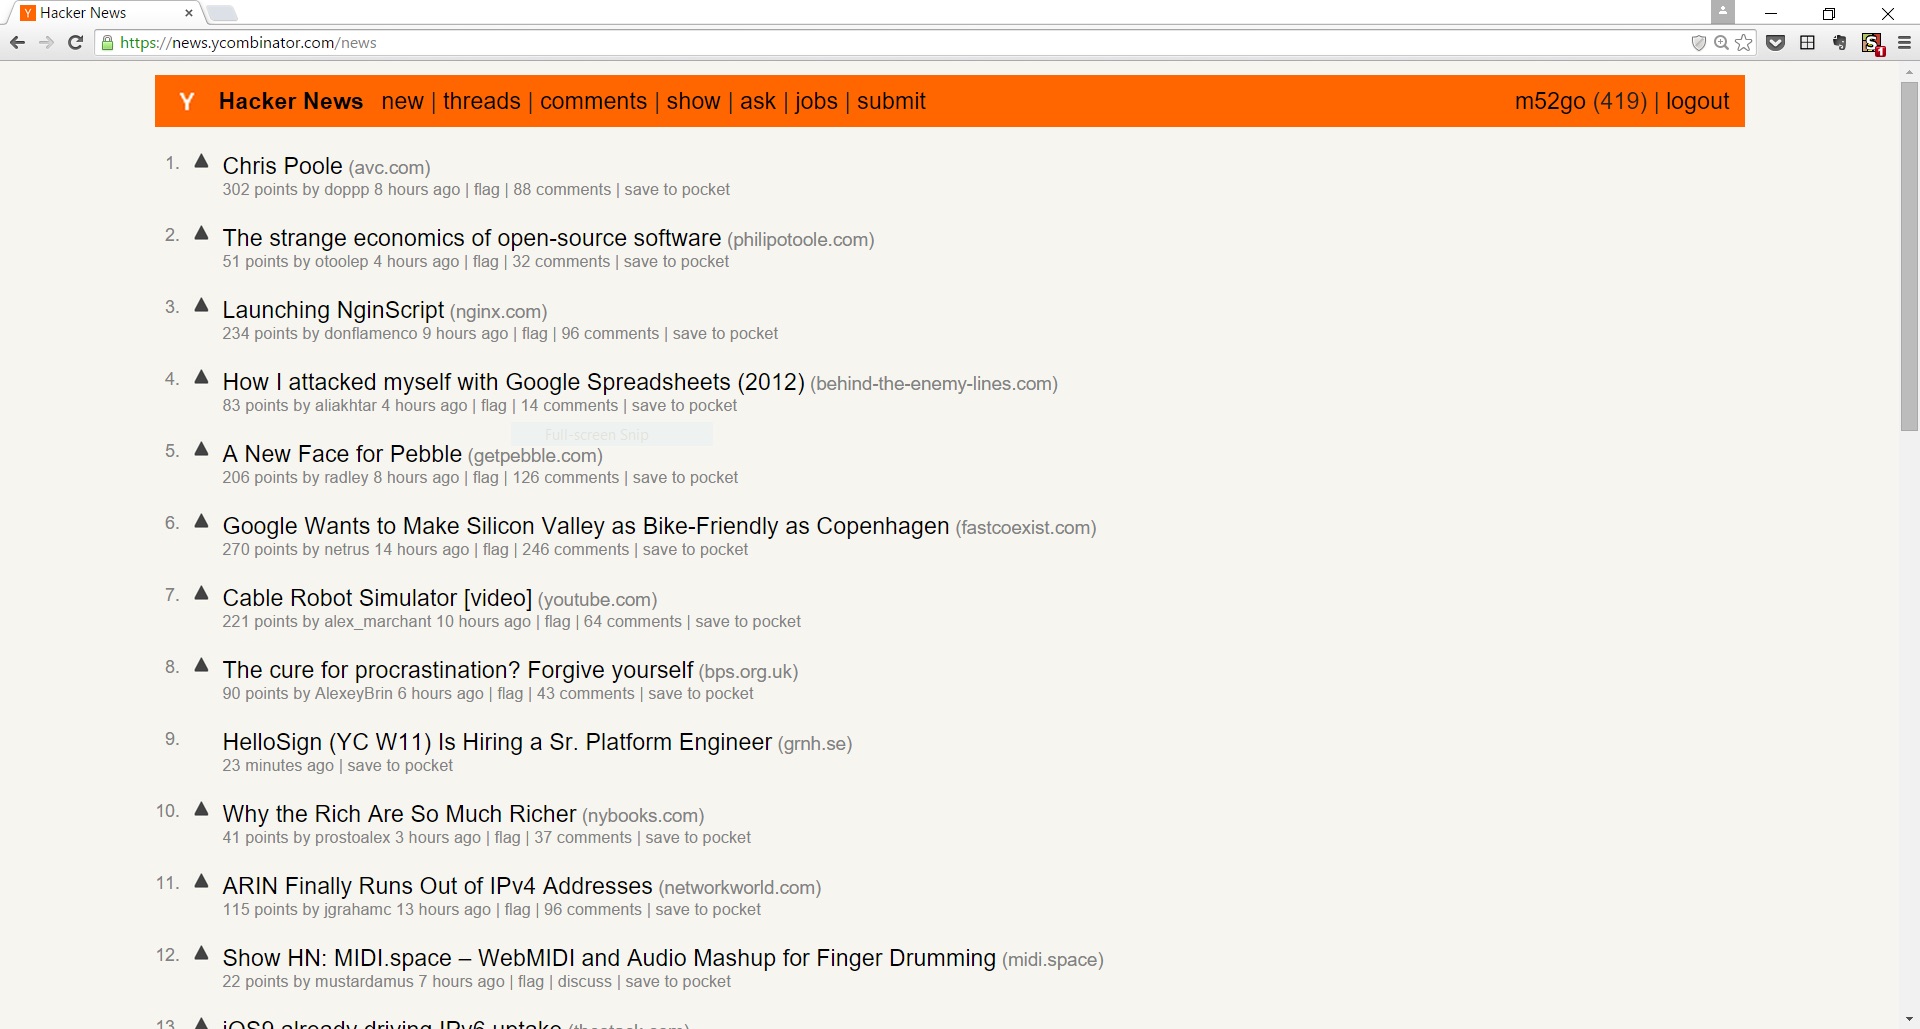 Hacker News
https://news.ycombinator.com/news
Y Hacker News new | threads | comments | show | ask | jobs | submit m52go (419) | logout
1. Chris Poole (avc.com)
302 points by doppp 8 hours ago | flag | 88 comments | save to pocket
2. The strange economics of open-source software (philipotoole.com)
51 points by otoolep 4 hours ago | flag | 32 comments | save to pocket
3. Launching NginScript (nginx.com)
234 points by donflamenco 9 hours ago | flag | 96 comments | save to pocket
4. How I attacked myself with Google Spreadsheets (2012) (behind-the-enemy-lines.com)
83 points by aliakhtar 4 hours ago | flag | 14 comments | save to pocket
Full-screen Snip
5. A New Face for Pebble (getpebble.com)
206 points by radley 8 hours ago | flag | 126 comments | save to pocket
6. Google Wants to Make Silicon Valley as Bike-Friendly as Copenhagen (fastcoexist.com)
270 points by netrus 14 hours ago | flag | 246 comments | save to pocket
7. Cable Robot Simulator [video] (youtube.com)
221 points by alex_marchant 10 hours ago | flag | 64 comments | save to pocket
8. The cure for procrastination? Forgive yourself (bps.org.uk)
90 points by AlexeyBrin 6 hours ago | flag | 43 comments | save to pocket
9. HelloSign (YC W11) Is Hiring a Sr. Platform Engineer (grnh.se)
23 minutes ago | save to pocket
10. Why the Rich Are So Much Richer (nybooks.com)
41 points by prostoalex 3 hours ago | flag | 37 comments | save to pocket
11. ARIN Finally Runs Out of IPv4 Addresses (networkworld.com)
115 points by jgrahamc 13 hours ago | flag | 96 comments | save to pocket
12. Show HN: MIDI.space – WebMIDI and Audio Mashup for Finger Drumming (midi.space)
22 points by mustardamus 7 hours ago | flag | discuss | save to pocket
13. iOS9 already driving IPv6 uptake (thestack.com)